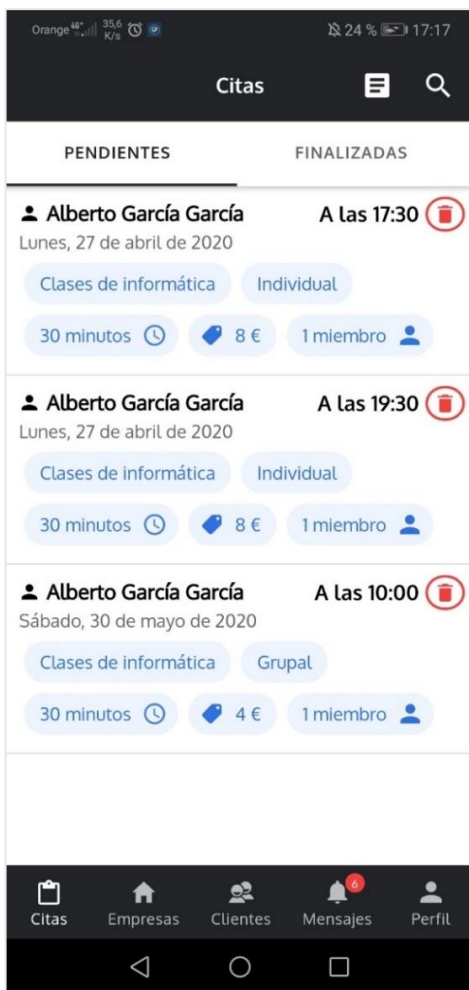 Orange 4G+ 35,6 K/s 24 % 17:17
Citas
PENDIENTES FINALIZADAS
Alberto García García A las 17:30
Lunes, 27 de abril de 2020
Clases de informática Individual
30 minutos 8 € 1 miembro
Alberto García García A las 19:30
Lunes, 27 de abril de 2020
Clases de informática Individual
30 minutos 8 € 1 miembro
Alberto García García A las 10:00
Sábado, 30 de mayo de 2020
Clases de informática Grupal
30 minutos 4 € 1 miembro
6
Citas Empresas Clientes Mensajes Perfil